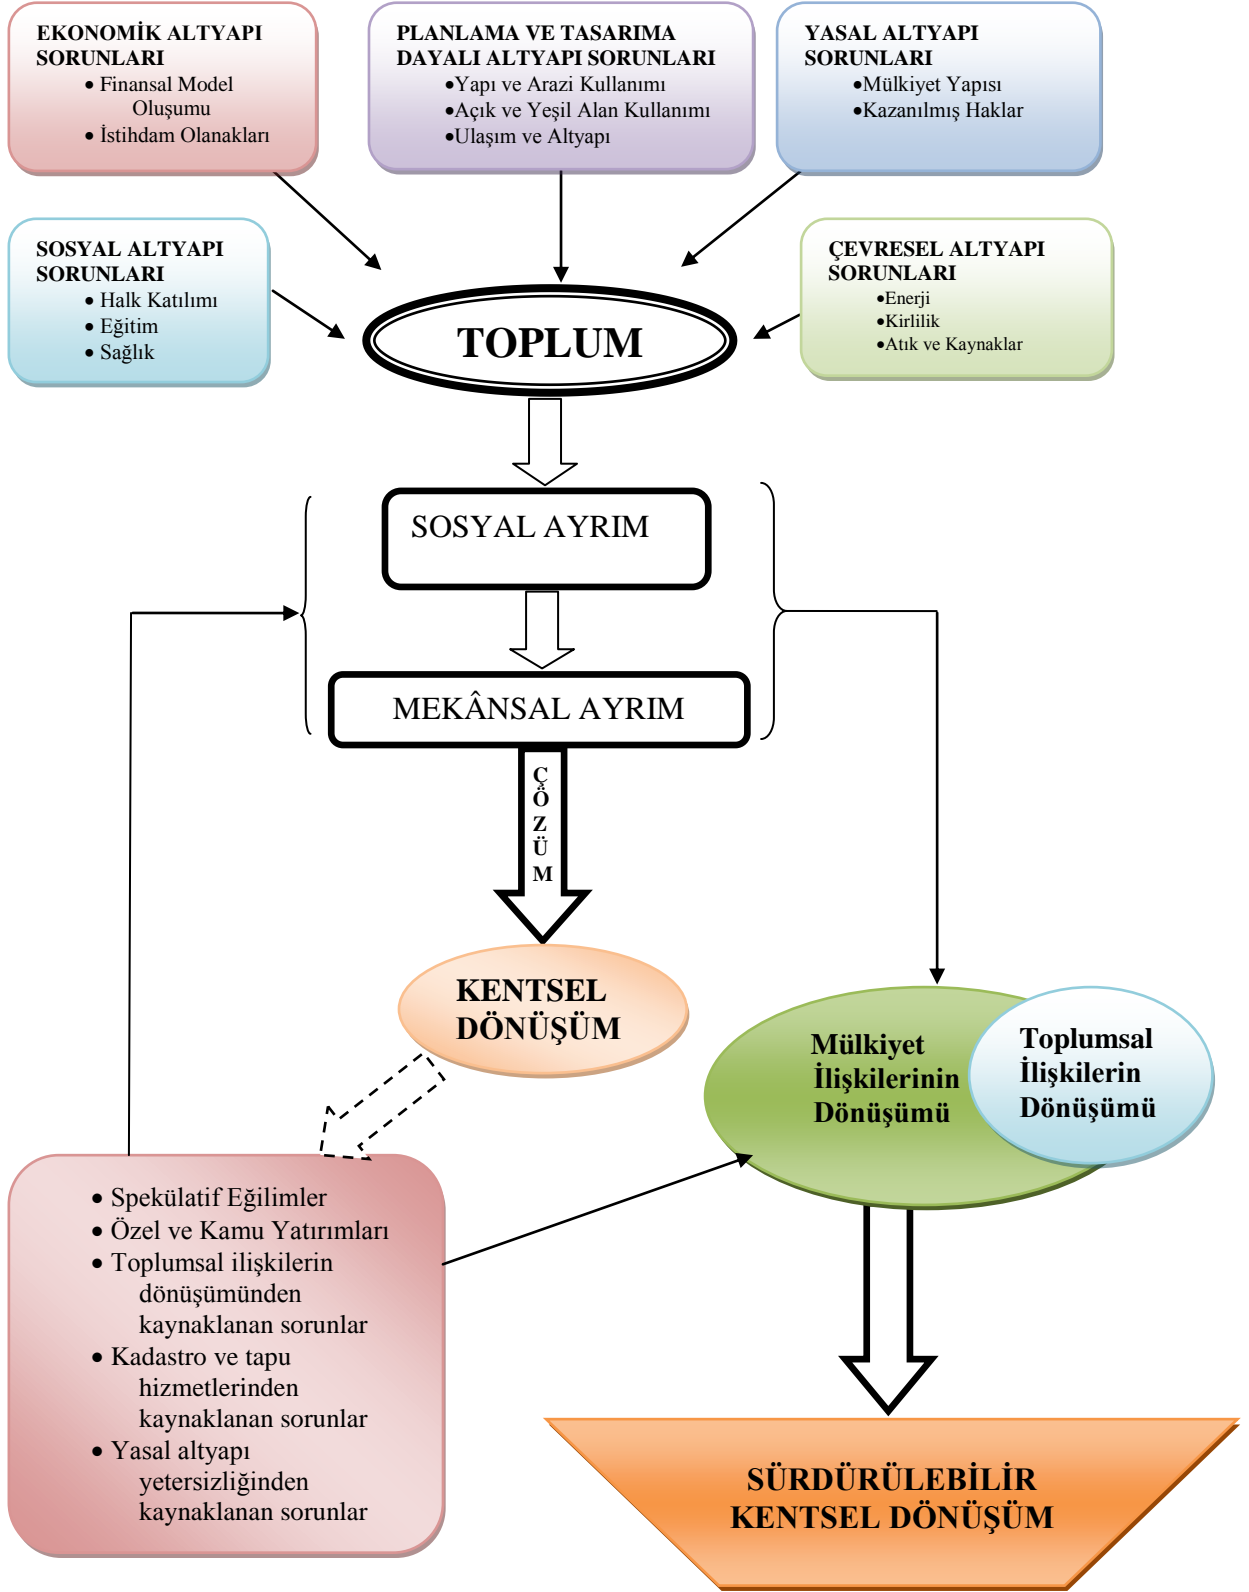 EKONOMİK ALTYAPI
SORUNLARI
• Finansal Model
Oluşumu
• İstihdam Olanakları
PLANLAMA VE TASARIMA
DAYALI ALTYAPI SORUNLARI
•Yapı ve Arazi Kullanımı
•Açık ve Yeşil Alan Kullanımı
•Ulaşım ve Altyapı
YASAL ALTYAPI
SORUNLARI
•Mülkiyet Yapısı
•Kazanılmış Haklar
SOSYAL ALTYAPI
SORUNLARI
• Halk Katılımı
• Eğitim
• Sağlık
ÇEVRESEL ALTYAPI
SORUNLARI
•Enerji
•Kirlilik
•Atık ve Kaynaklar
TOPLUM
SOSYAL AYRIM
MEKÂNSAL AYRIM
Ç
Ö
Z
Ü
M
KENTSEL
DÖNÜŞÜM
Mülkiyet
İlişkilerinin
Dönüşümü
Toplumsal
İlişkilerin
Dönüşümü
• Spekülatif Eğilimler
• Özel ve Kamu Yatırımları
• Toplumsal ilişkilerin
dönüşümünden
kaynaklanan sorunlar
• Kadastro ve tapu
hizmetlerinden
kaynaklanan sorunlar
• Yasal altyapı
yetersizliğinden
kaynaklanan sorunlar
SÜRDÜRÜLEBİLİR
KENTSEL DÖNÜŞÜM